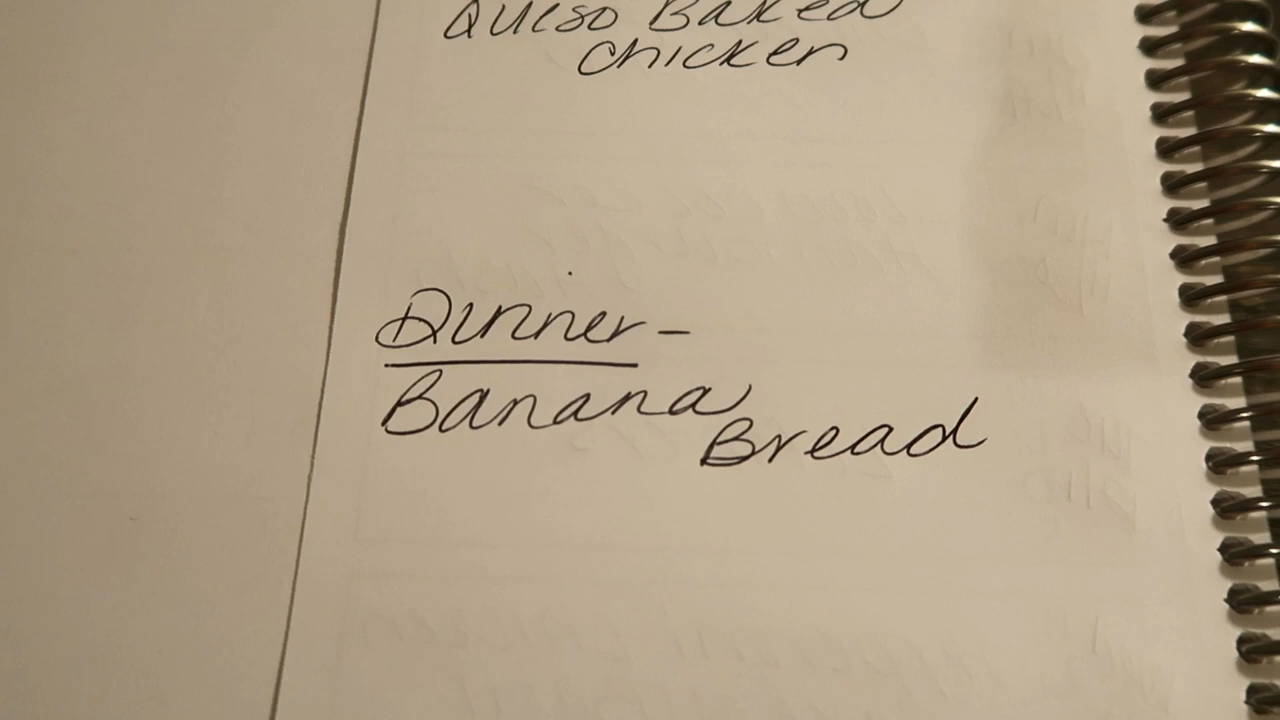 Queso Baked
chicken
Dinner-
Banana
Bread